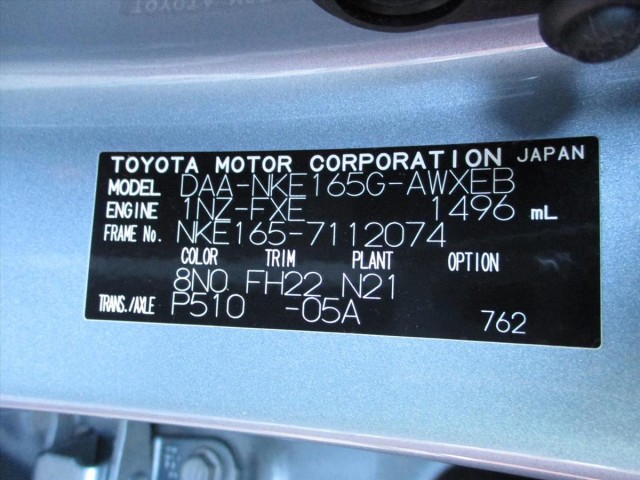 TOYOTA MOTOR CORPORATION JAPAN
MODEL DAA-NKE165G-AWXEB
ENGINE 1NZ-FXE 1496 mL
FRAME No. NKE165-7112074
COLOR TRIM PLANT OPTION
8N0 FH22 N21
TRANS./AXLE P510 -05A
762